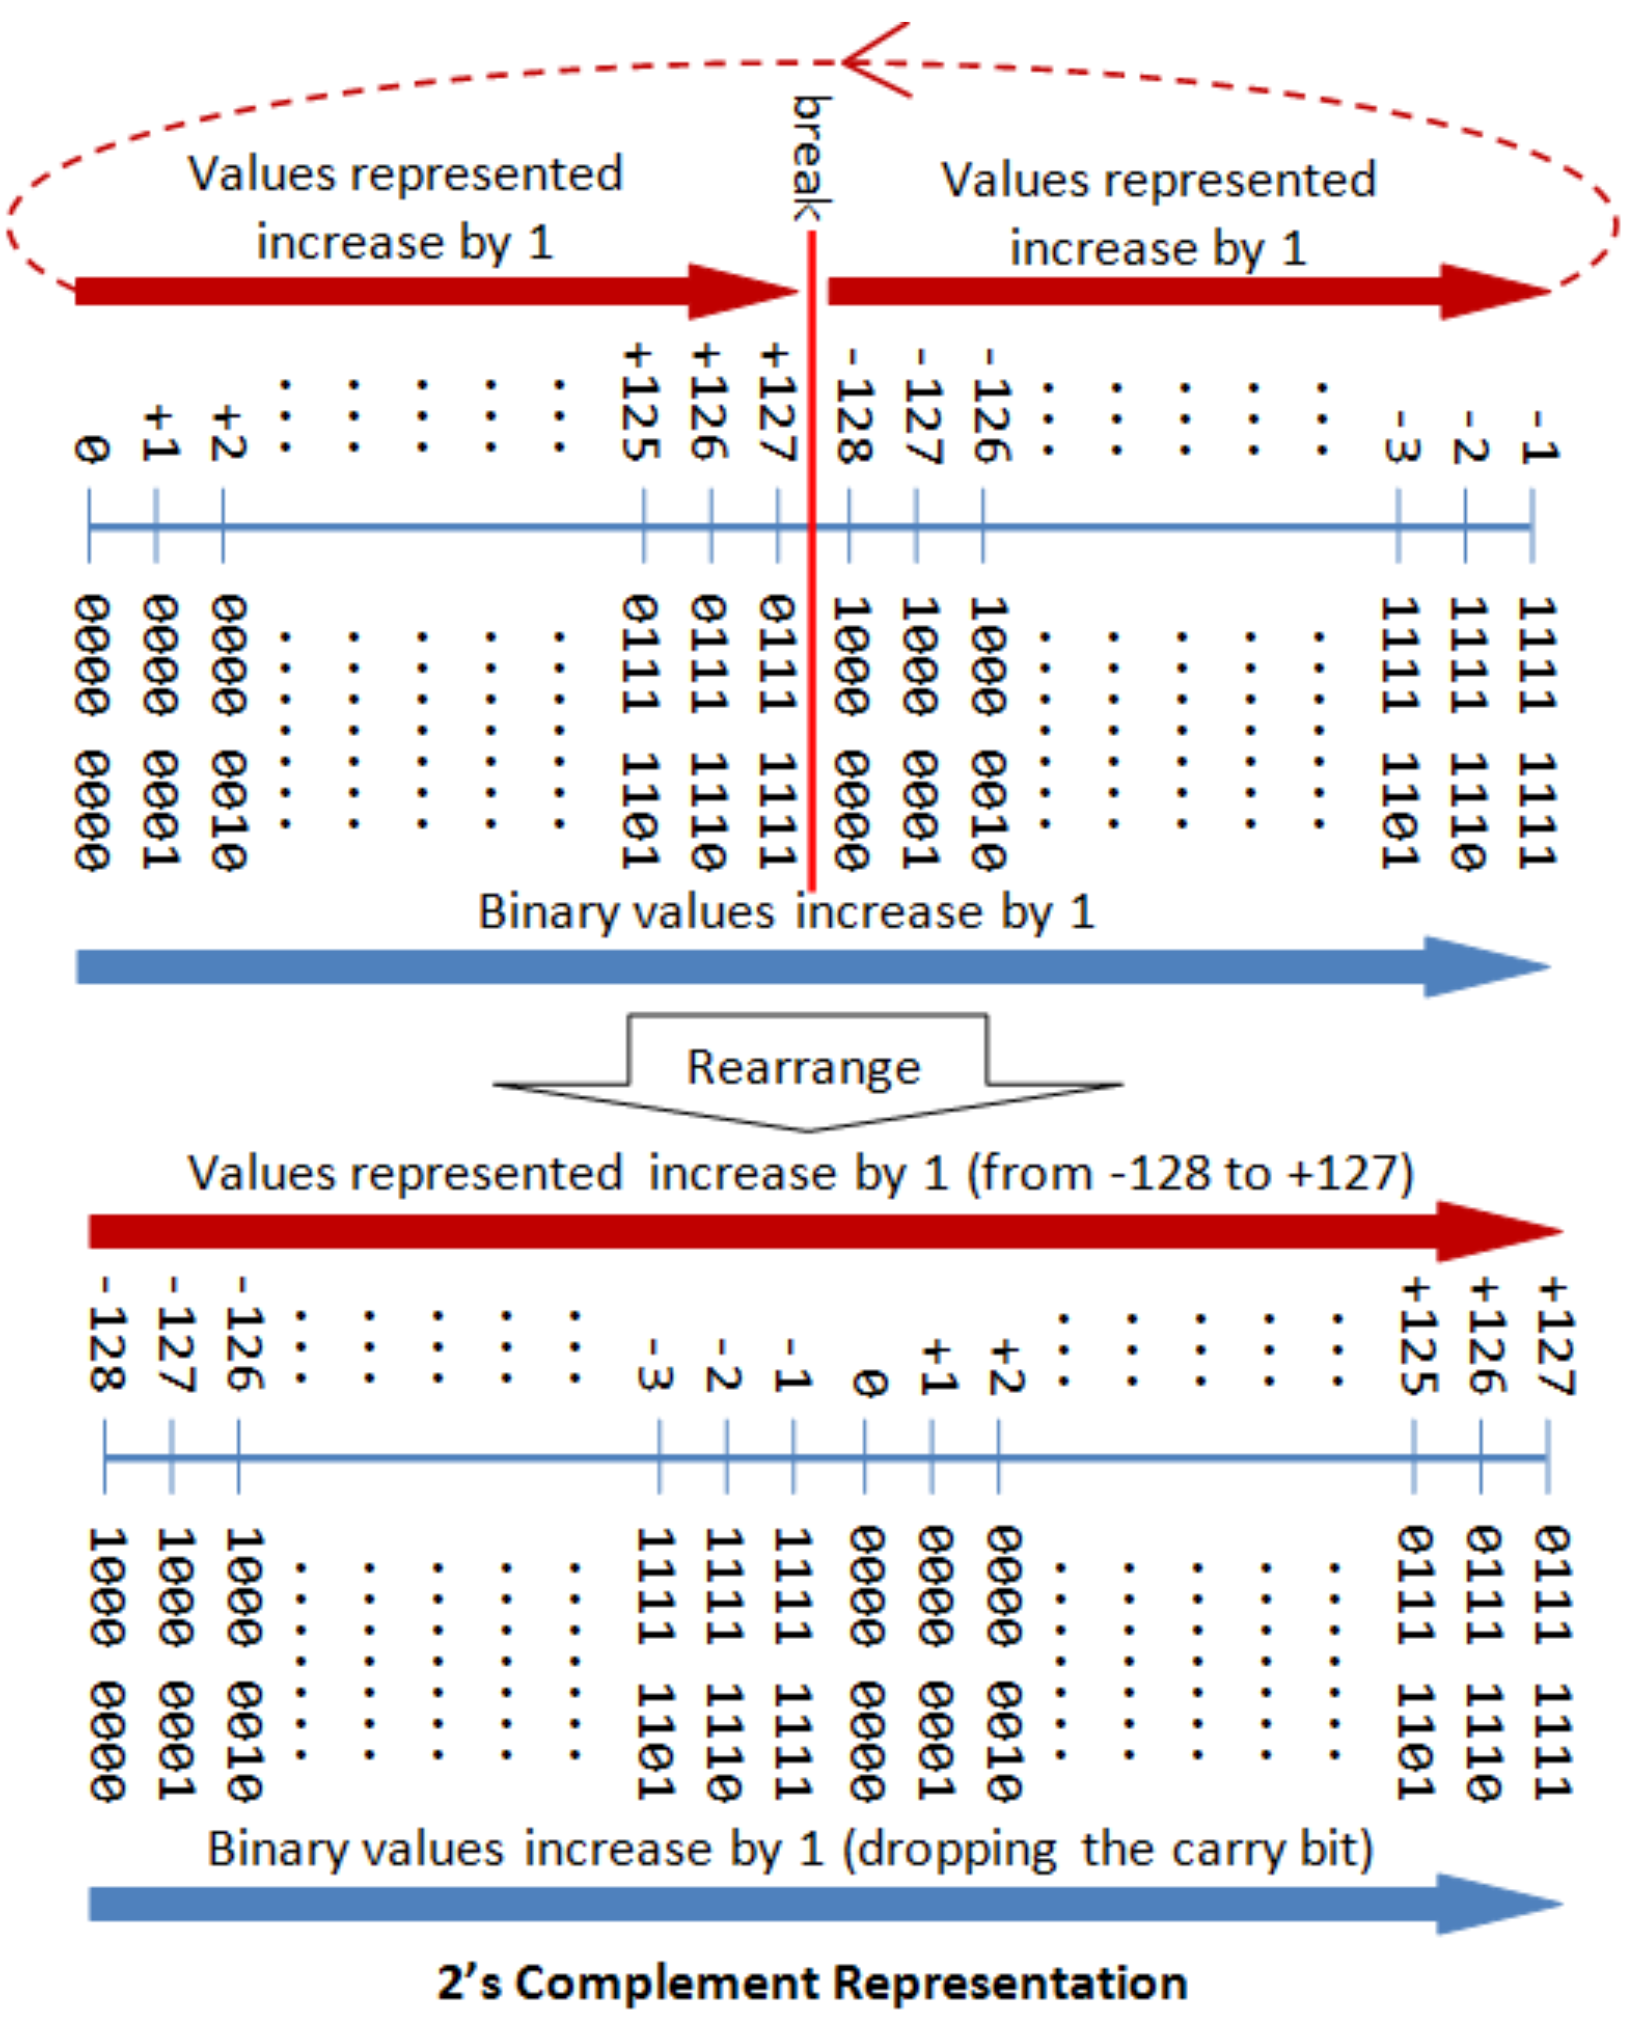 break
Values represented
increase by 1
Values represented
increase by 1
0 +1 +2 +125 +126 +127 -128 -127 -126 -3 -2 -1
0000 0000 0000 0001 0000 0010 0111 1101 0111 1110 0111 1111 1000 0000 1000 0001 1000 0010 1111 1101 1111 1110 1111 1111
Binary values increase by 1
Rearrange
Values represented increase by 1 (from -128 to +127)
-128 -127 -126 -3 -2 -1 0 +1 +2 +125 +126 +127
1000 0000 1000 0001 1000 0010 1111 1101 1111 1110 1111 1111 0000 0000 0000 0001 0000 0010 0111 1101 0111 1110 0111 1111
Binary values increase by 1 (dropping the carry bit)
2's Complement Representation